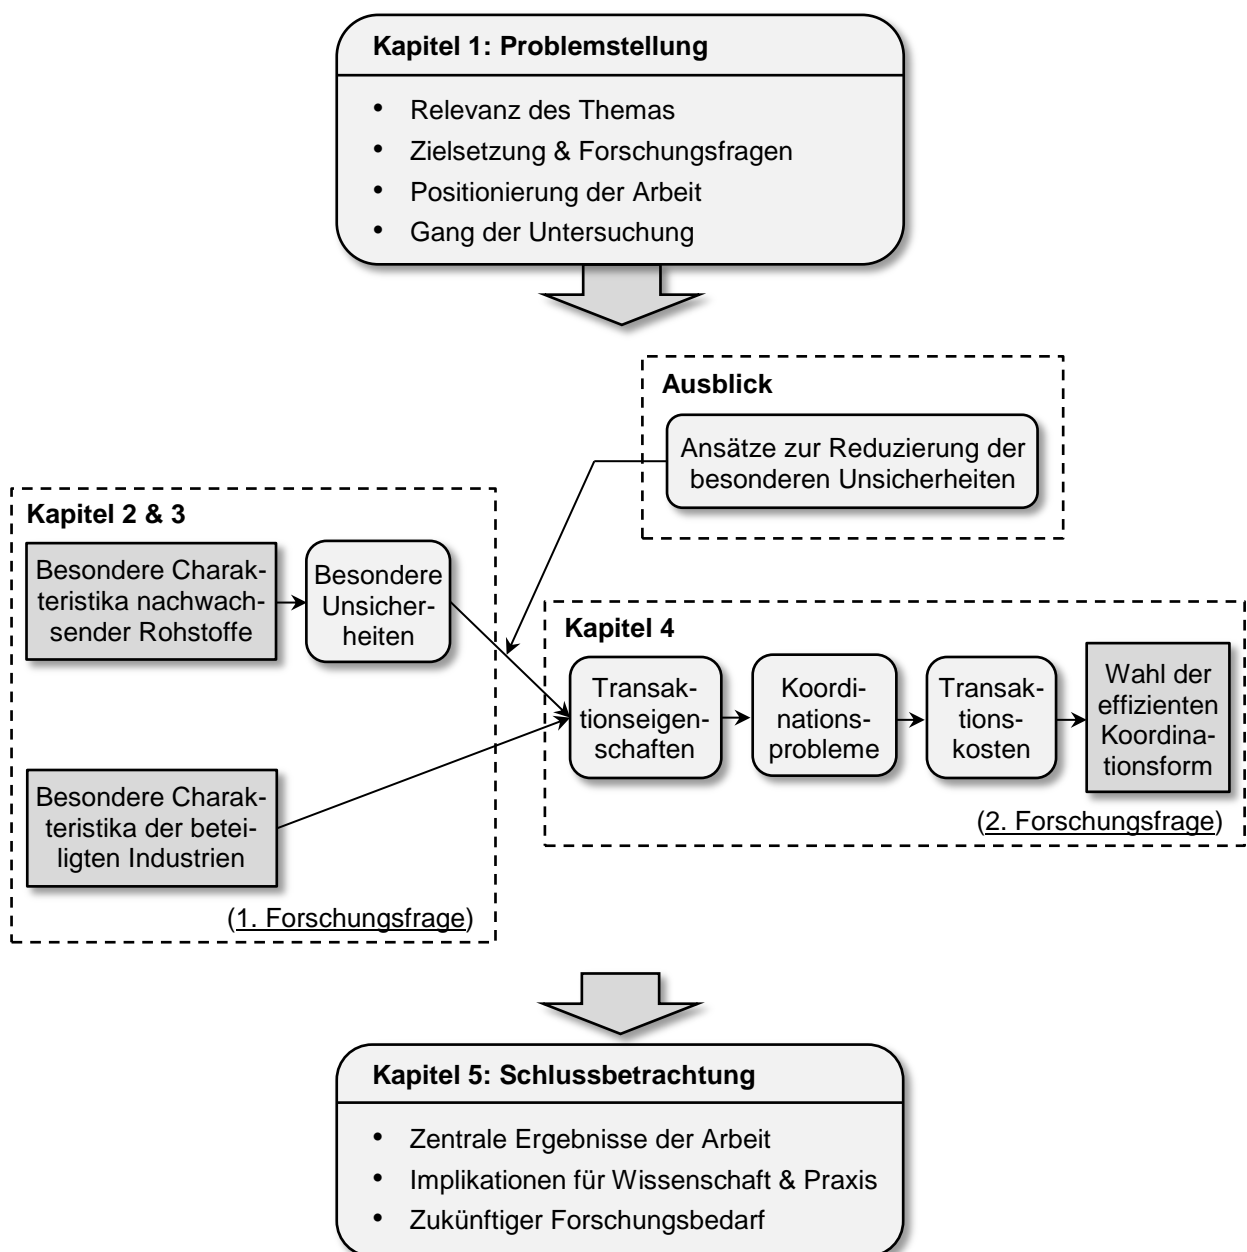 Kapitel 1: Problemstellung
• Relevanz des Themas
• Zielsetzung & Forschungsfragen
• Positionierung der Arbeit
• Gang der Untersuchung
Ausblick
Ansätze zur Reduzierung der
besonderen Unsicherheiten
Kapitel 2 & 3
Besondere Charak-
teristika nachwach-
sender Rohstoffe
Besondere
Unsicher-
heiten
Besondere Charak-
teristika der betei-
ligten Industrien
(1. Forschungsfrage)
Kapitel 4
Transak-
tionseigen-
schaften
Koordi-
nations-
probleme
Transak-
tions-
kosten
Wahl der
effizienten
Koordina-
tionsform
(2. Forschungsfrage)
Kapitel 5: Schlussbetrachtung
• Zentrale Ergebnisse der Arbeit
• Implikationen für Wissenschaft & Praxis
• Zukünftiger Forschungsbedarf